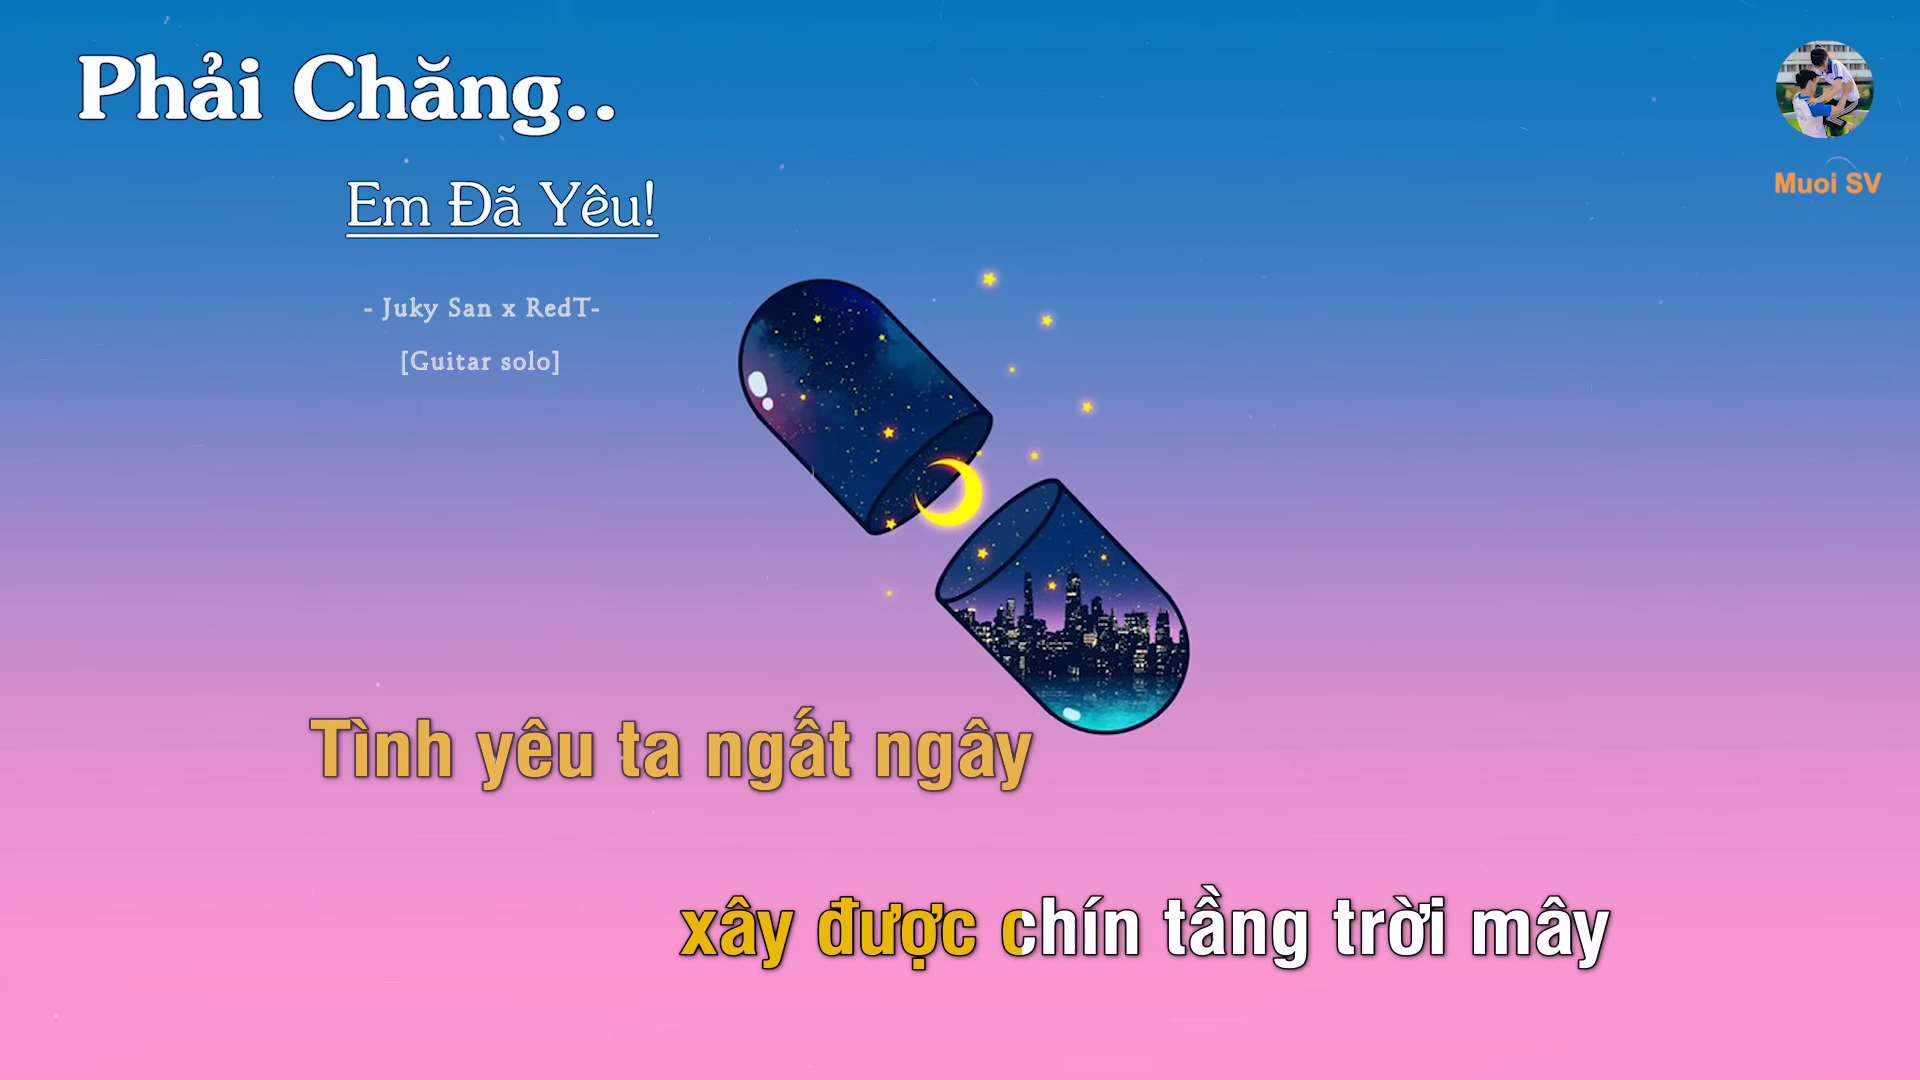 Phải Chăng..
Em Đã Yêu!
- Juky San x RedT-
[Guitar solo]
Muoi SV
Tình yêu ta ngất ngây
xây được chín tầng trời mây